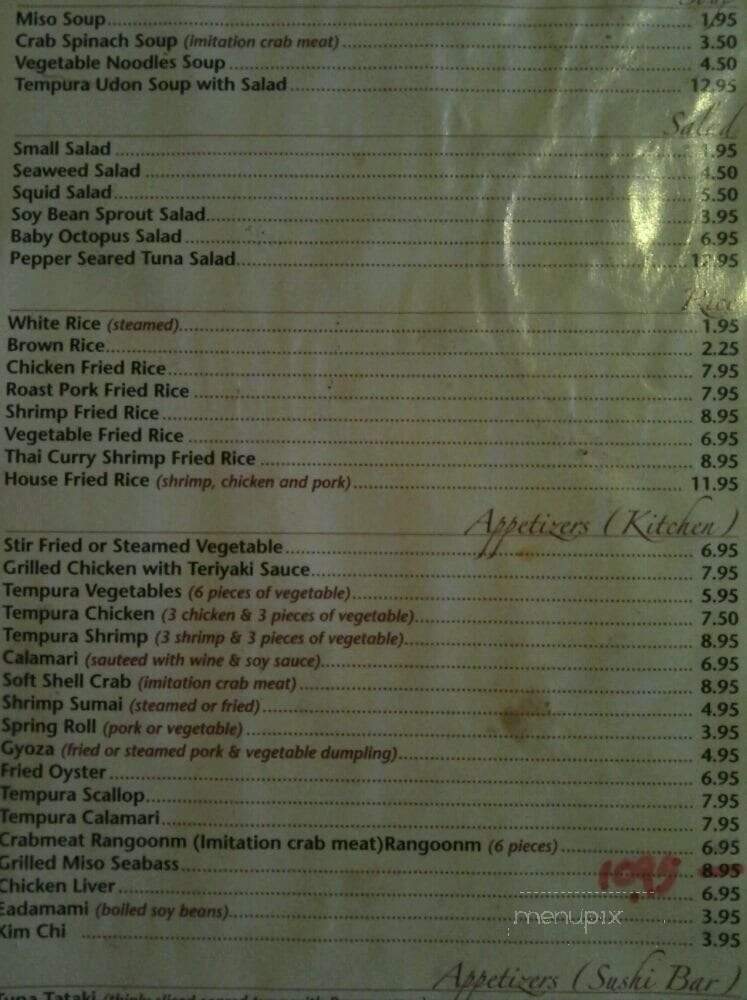 Soup
Miso Soup 1.95
Crab Spinach Soup (imitation crab meat) 3.50
Vegetable Noodles Soup 4.50
Tempura Udon Soup with Salad 12.95
Salad
Small Salad 1.95
Seaweed Salad 4.50
Squid Salad 5.50
Soy Bean Sprout Salad 3.95
Baby Octopus Salad 6.95
Pepper Seared Tuna Salad 12.95
Rice
White Rice (steamed) 1.95
Brown Rice 2.25
Chicken Fried Rice 7.95
Roast Pork Fried Rice 7.95
Shrimp Fried Rice 8.95
Vegetable Fried Rice 6.95
Thai Curry Shrimp Fried Rice 8.95
House Fried Rice (shrimp, chicken and pork) 11.95
Appetizers (Kitchen)
Stir Fried or Steamed Vegetable 6.95
Grilled Chicken with Teriyaki Sauce 7.95
Tempura Vegetables (6 pieces of vegetable) 5.95
Tempura Chicken (3 chicken & 3 pieces of vegetable) 7.50
Tempura Shrimp (3 shrimp & 3 pieces of vegetable) 8.95
Calamari (sauteed with wine & soy sauce) 6.95
Soft Shell Crab (imitation crab meat) 8.95
Shrimp Sumai (steamed or fried) 4.95
Spring Roll (pork or vegetable) 3.95
Gyoza (fried or steamed pork & vegetable dumpling) 4.95
Fried Oyster 6.95
Tempura Scallop 7.95
Tempura Calamari 7.95
Crabmeat Rangoonm (Imitation crab meat)Rangoonm (6 pieces) 6.95
Grilled Miso Seabass 10.95 8.95
Chicken Liver 6.95
Eadamami (boiled soy beans) 3.95
menupix
Kim Chi 3.95
Appetizers (Sushi Bar)
Tuna Tataki